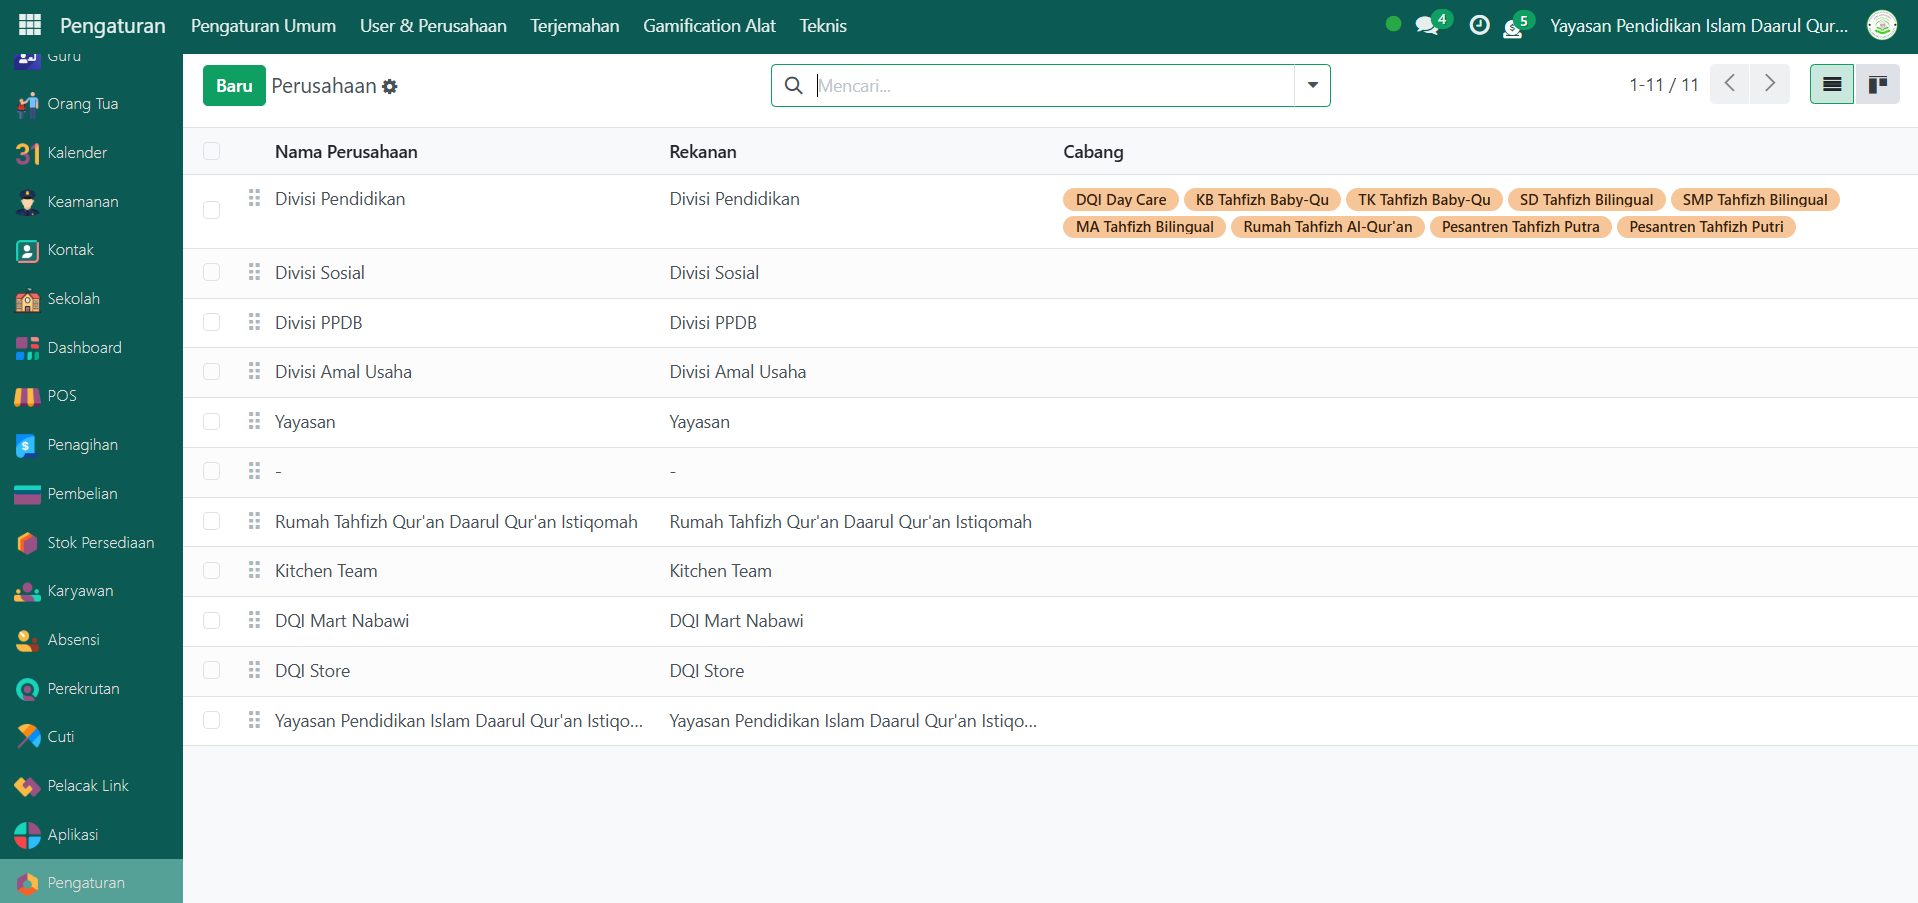 Pengaturan Pengaturan Umum User & Perusahaan Terjemahan Gamification Alat Teknis 4 5 Yayasan Pendidikan Islam Daarul Qur...
Guru
Orang Tua
Kalender
Keamanan
Kontak
Sekolah
Dashboard
POS
Penagihan
Pembelian
Stok Persediaan
Karyawan
Absensi
Perekrutan
Cuti
Pelacak Link
Aplikasi
Pengaturan
Baru Perusahaan Mencari... 1-11 / 11
Nama Perusahaan Rekanan Cabang
Divisi Pendidikan Divisi Pendidikan DQI Day Care KB Tahfizh Baby-Qu TK Tahfizh Baby-Qu SD Tahfizh Bilingual SMP Tahfizh Bilingual
MA Tahfizh Bilingual Rumah Tahfizh Al-Qur'an Pesantren Tahfizh Putra Pesantren Tahfizh Putri
Divisi Sosial Divisi Sosial
Divisi PPDB Divisi PPDB
Divisi Amal Usaha Divisi Amal Usaha
Yayasan Yayasan
- -
Rumah Tahfizh Qur'an Daarul Qur'an Istiqomah Rumah Tahfizh Qur'an Daarul Qur'an Istiqomah
Kitchen Team Kitchen Team
DQI Mart Nabawi DQI Mart Nabawi
DQI Store DQI Store
Yayasan Pendidikan Islam Daarul Qur'an Istiqo... Yayasan Pendidikan Islam Daarul Qur'an Istiqo...